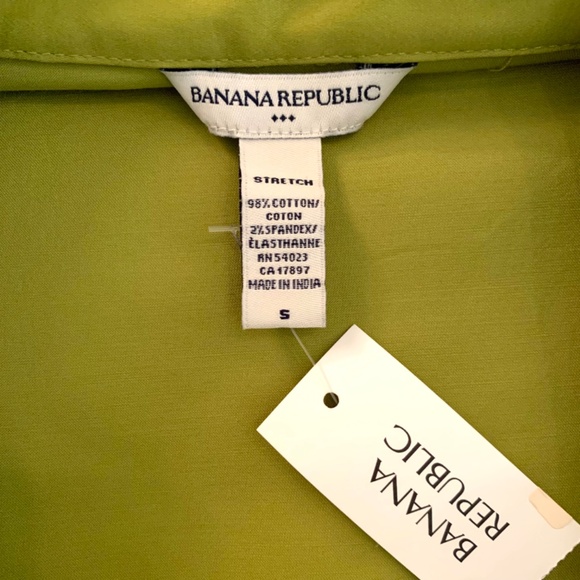 BANANA REPUBLIC
STRETCH
98% COTTON/
COTON
2% SPANDEX/
ÉLASTHANNE
RN 54023
CA 17897
MADE IN INDIA
S
BANANA
REPUBLIC